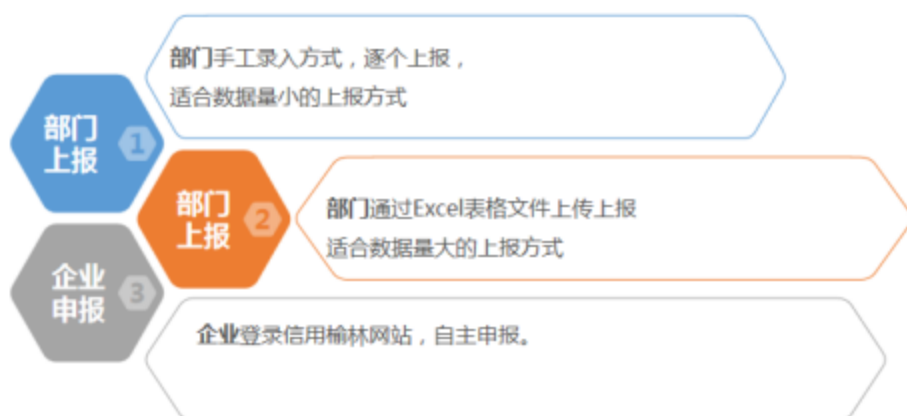 部门手工录入方式，逐个上报，
适合数据量小的上报方式
部门
上报
1
部门
上报
2
部门通过Excel表格文件上传上报
适合数据量大的上报方式
企业
申报
3
企业登录信用榆林网站，自主申报。